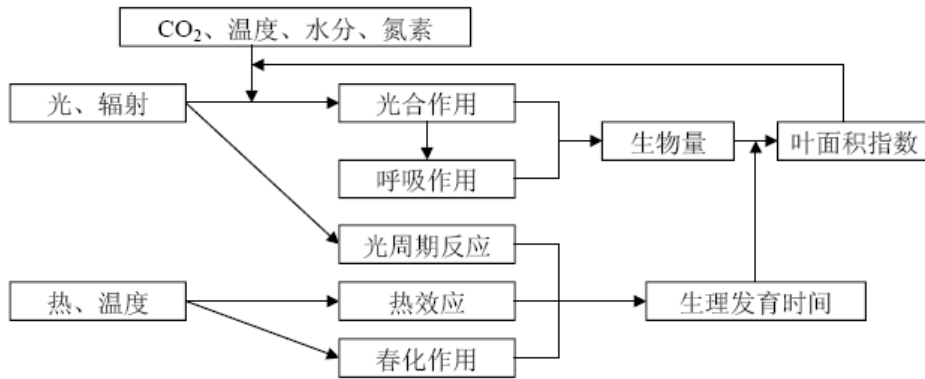 CO₂、温度、水分、氮素
光、辐射
光合作用
生物量
叶面积指数
呼吸作用
光周期反应
热、温度
热效应
生理发育时间
春化作用